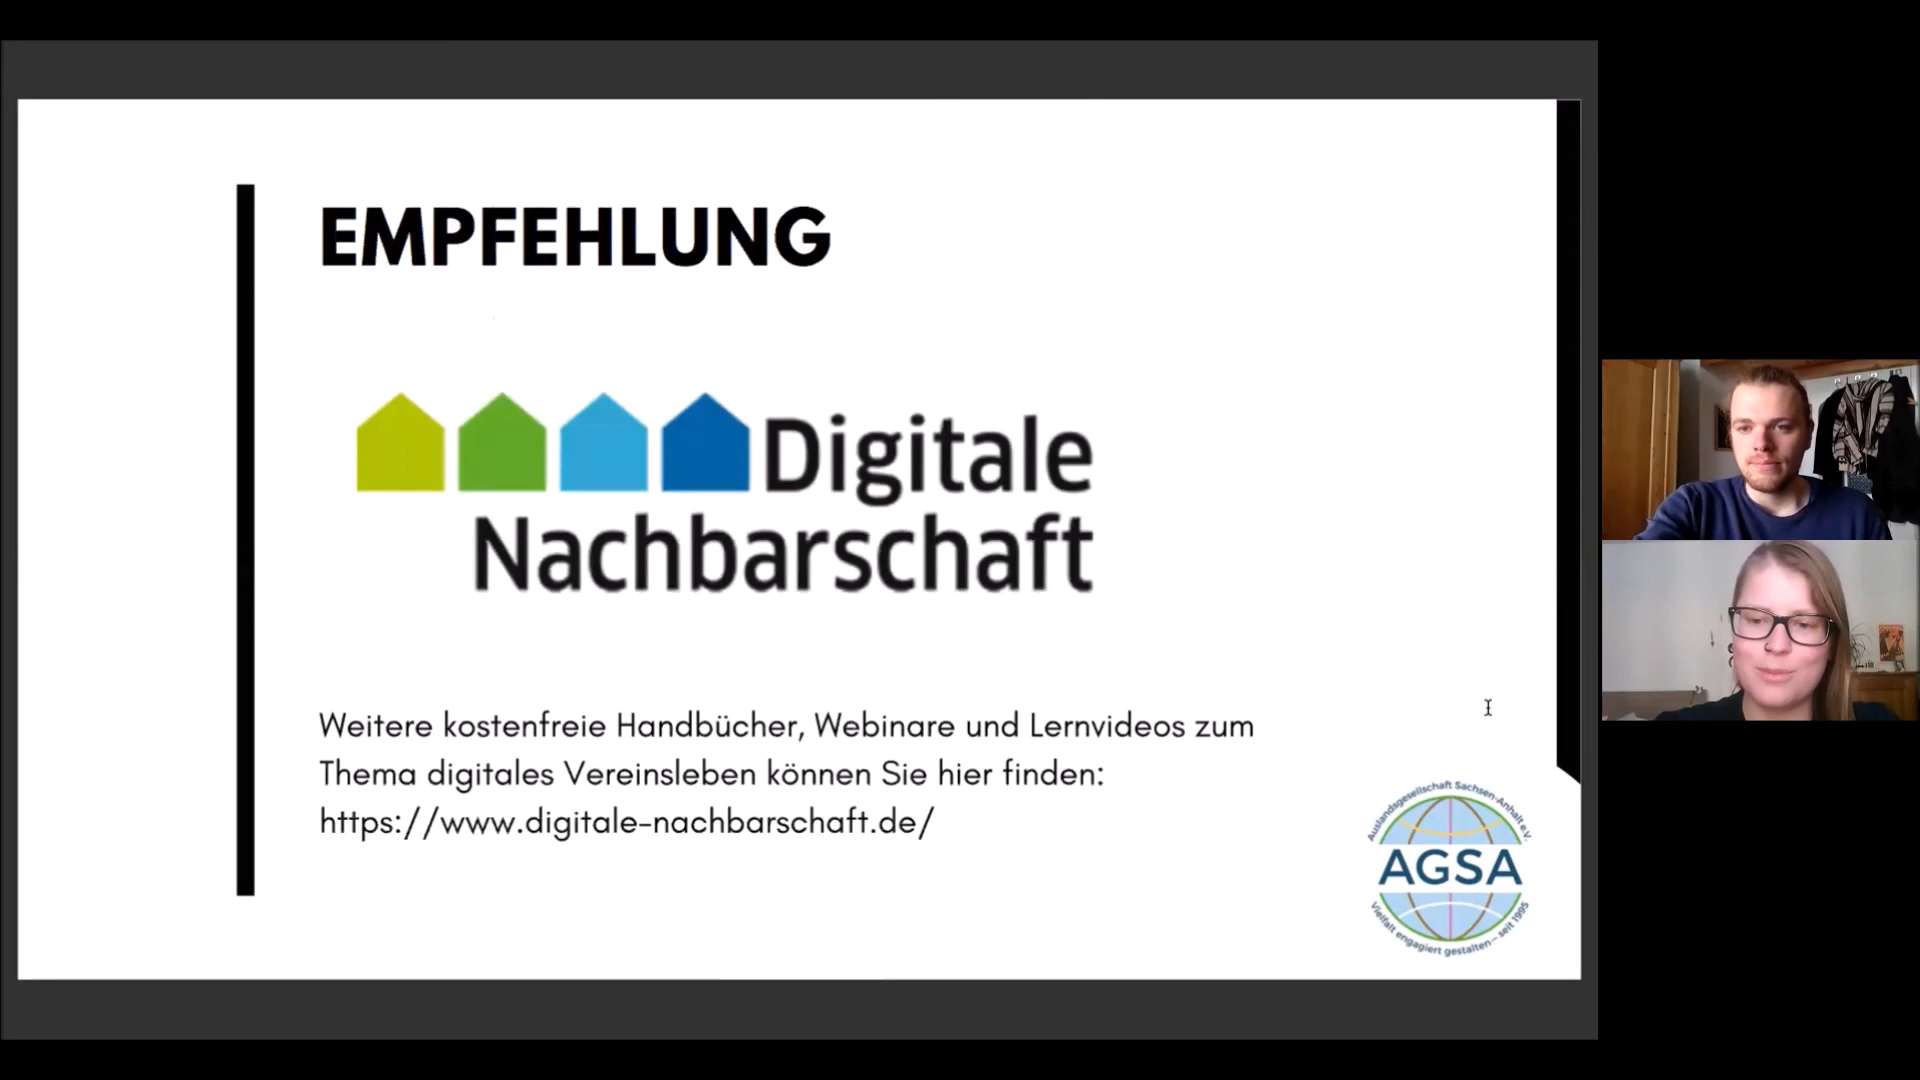 EMPFEHLUNG
Digitale
Nachbarschaft
Weitere kostenfreie Handbücher, Webinare und Lernvideos zum
Thema digitales Vereinsleben können Sie hier finden:
https://www.digitale-nachbarschaft.de/
Auslandsgesellschaft Sachsen-Anhalt e.V.
AGSA
Vielfalt engagiert gestalten – seit 1995